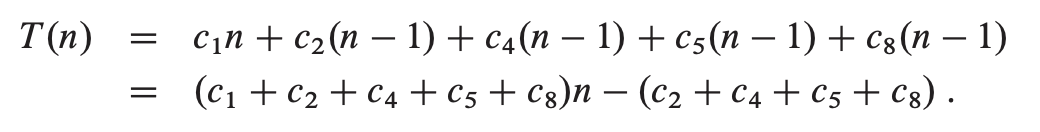 T(n) = c₁n + c₂(n − 1) + c₄(n − 1) + c₅(n − 1) + c₈(n − 1)
= (c₁ + c₂ + c₄ + c₅ + c₈)n − (c₂ + c₄ + c₅ + c₈) .